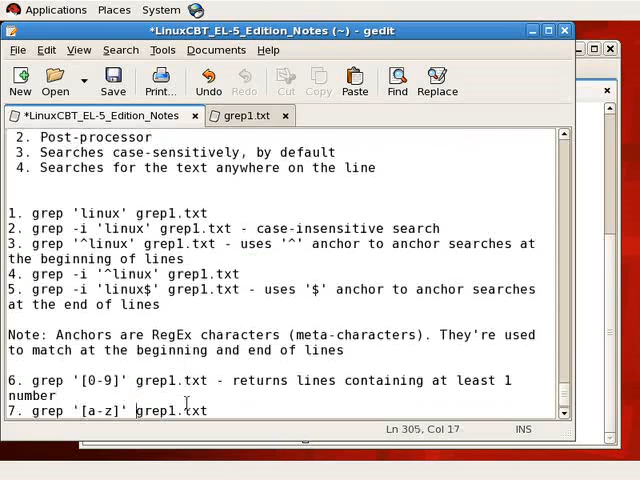 Applications Places System
*LinuxCBT_EL-5_Edition_Notes (~) - gedit
File Edit View Search Tools Documents Help
New Open Save Print... Undo Redo Cut Copy Paste Find Replace
*LinuxCBT_EL-5_Edition_Notes grep1.txt
2. Post-processor
3. Searches case-sensitively, by default
4. Searches for the text anywhere on the line
1. grep 'linux' grep1.txt
2. grep -i 'linux' grep1.txt - case-insensitive search
3. grep '^linux' grep1.txt - uses '^' anchor to anchor searches at
the beginning of lines
4. grep -i '^linux' grep1.txt
5. grep -i 'linux$' grep1.txt - uses '$' anchor to anchor searches
at the end of lines
Note: Anchors are RegEx characters (meta-characters). They're used
to match at the beginning and end of lines
6. grep '[0-9]' grep1.txt - returns lines containing at least 1
number
7. grep '[a-z]' grep1.txt
Ln 305, Col 17 INS